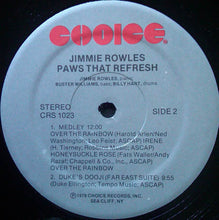 CHOICE
JIMMIE ROWLES
PAWS THAT REFRESH
JIMMIE ROWLES, piano
BUSTER WILLIAMS, bass; BILLY HART, drums
STEREO
CRS 1023
SIDE 2
1. MEDLEY 12:00
OVER THE RAINBOW (Harold Arlen/Ned
Washington; Leo Feist, ASCAP) IRENE
(H. Tierney; Robbins Music; ASCAP)
HONEYSUCKLE ROSE (Fats Waller/Andy
Razaf; Chappell & Co., Inc.; ASCAP)
OVER THE RAINBOW
2. DUKE'S DOOJI (FAR EAST SUITE) 9:55
(Duke Ellington; Tempo Music; ASCAP)
℗ 1979 CHOICE RECORDS, INC.
SEA CLIFF, NY